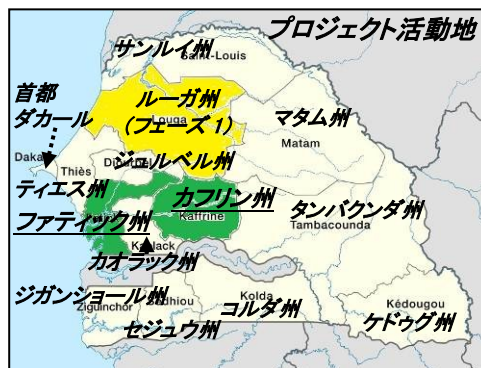 プロジェクト活動地
サンルイ州
Saint-Louis
首都
ダカール
ルーガ州
Louga
(フェーズ1)
マタム州
Matam
ジュルベル州
Thiès
ティエス州
カフリン州
Kaffrine
タンバクンダ州
Tambacounda
ファティック州
カオラック州
ジガンショール州
Ziguinchor
セジュウ州
Kolda
コルダ州
Kédougou
ケドゥグ州